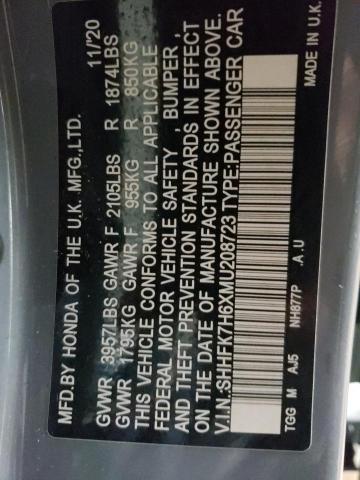 MFD.BY HONDA OF THE U.K. MFG.,LTD. 11/20
GVWR 3957LBS GAWR F 2105LBS R 1874LBS
GVWR 1795KG GAWR F 955KG R 850KG
THIS VEHICLE CONFORMS TO ALL APPLICABLE
FEDERAL MOTOR VEHICLE SAFETY , BUMPER ,
AND THEFT PREVENTION STANDARDS IN EFFECT
ON THE DATE OF MANUFACTURE SHOWN ABOVE.
V.I.N.SHHFK7H6XMU208723 TYPE:PASSENGER CAR
TGG M AJ5 NH877P .A .U MADE IN U.K.